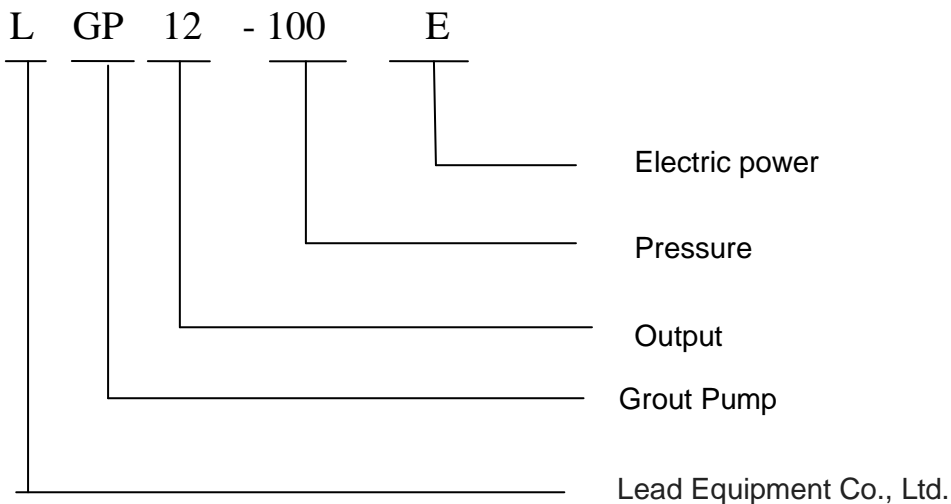 L GP 12 - 100 E
Electric power
Pressure
Output
Grout Pump
Lead Equipment Co., Ltd.